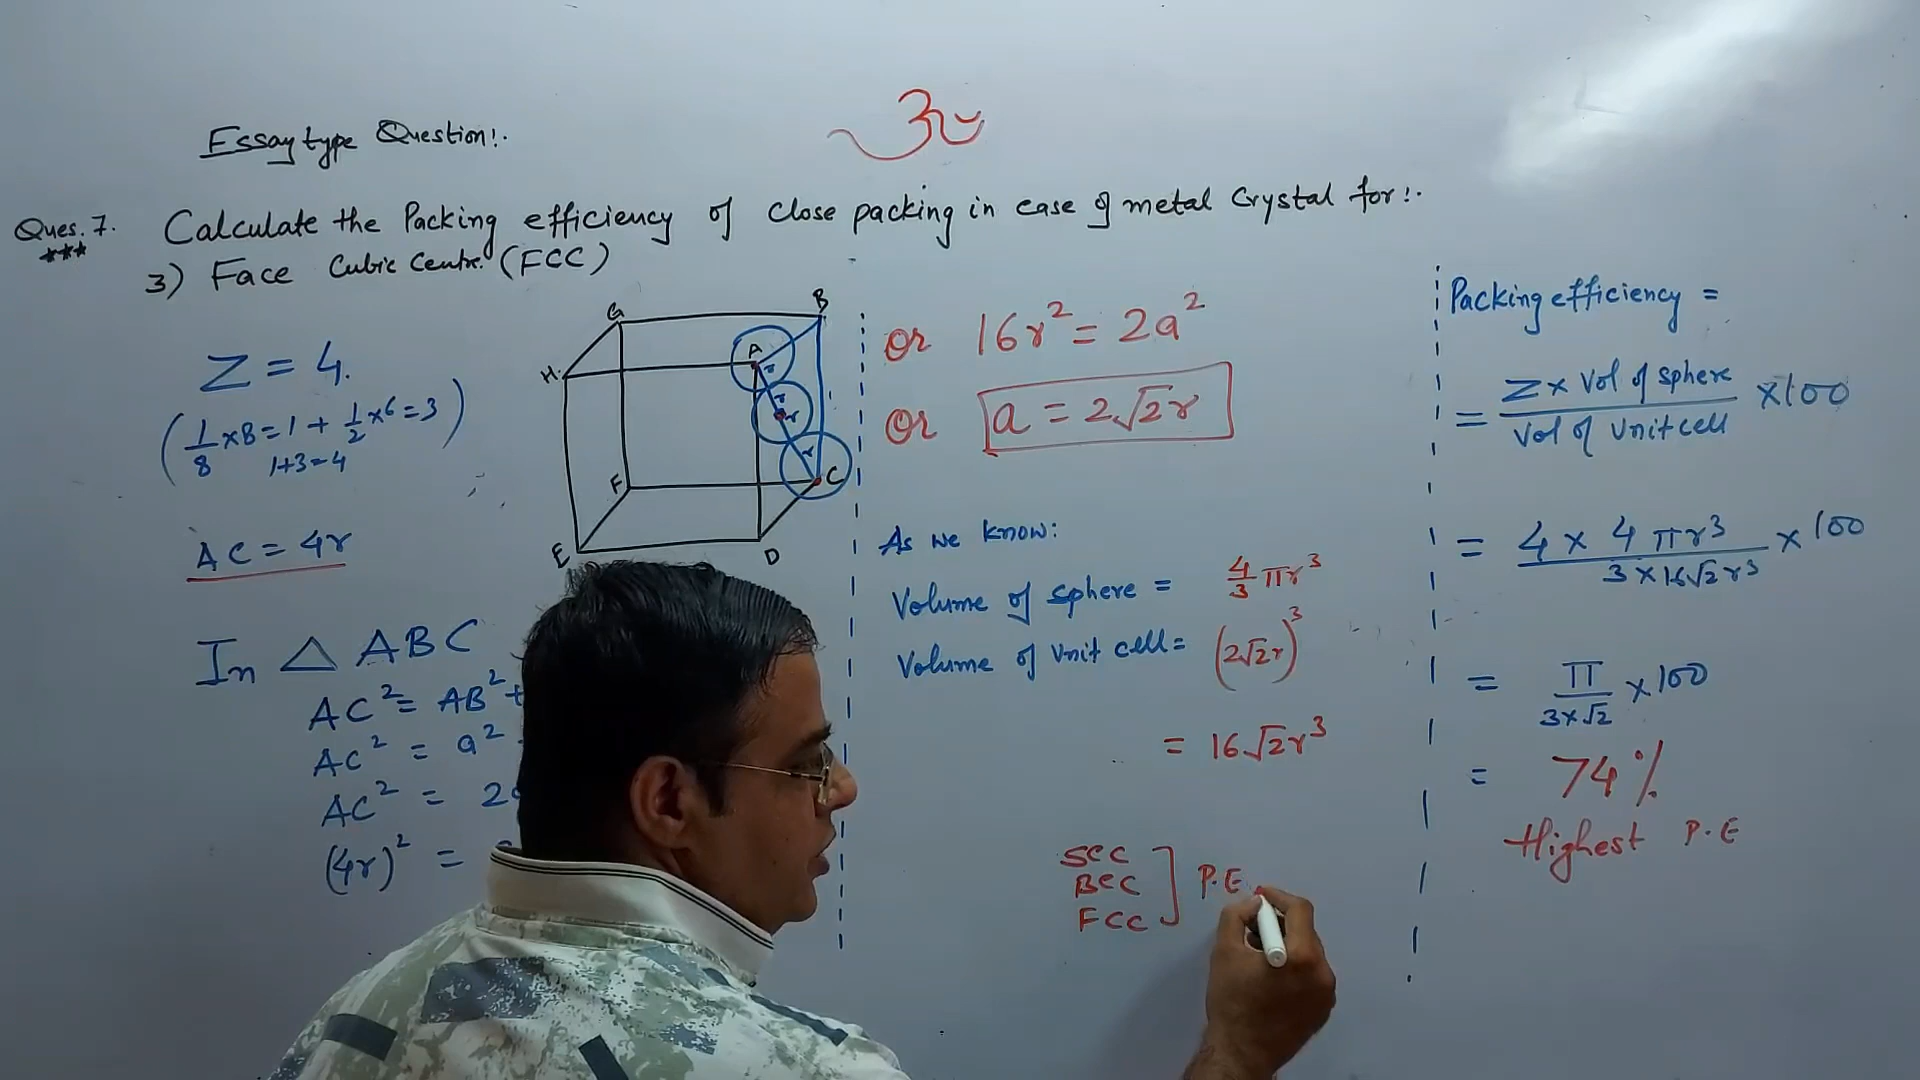 Essay type Question:.
Ques. 7. Calculate the Packing efficiency of Close packing in case of metal Crystal for:.
***
3) Face Cubic Centre. (FCC)
Z = 4.
(1/8 × 8 = 1 + 1/2 × 6 = 3)
1+3=4
AC = 4r
In △ ABC
AC² = AB² +
AC² = a²
AC² = 2
(4r)² =
G
B
H
A
r
r
r
r
F
C
E
D
or 16r² = 2a²
or a = 2√2r
As we know:
Volume of sphere = 4/3 πr³
Volume of Unit cell = (2√2r)³
= 16√2r³
SCC
BCC
FCC
P.E
Packing efficiency =
= Z × Vol of sphere / Vol of Unit cell × 100
= 4 × 4 πr³ / 3 × 16√2 r³ × 100
= π / 3×√2 × 100
= 74%
Highest P.E